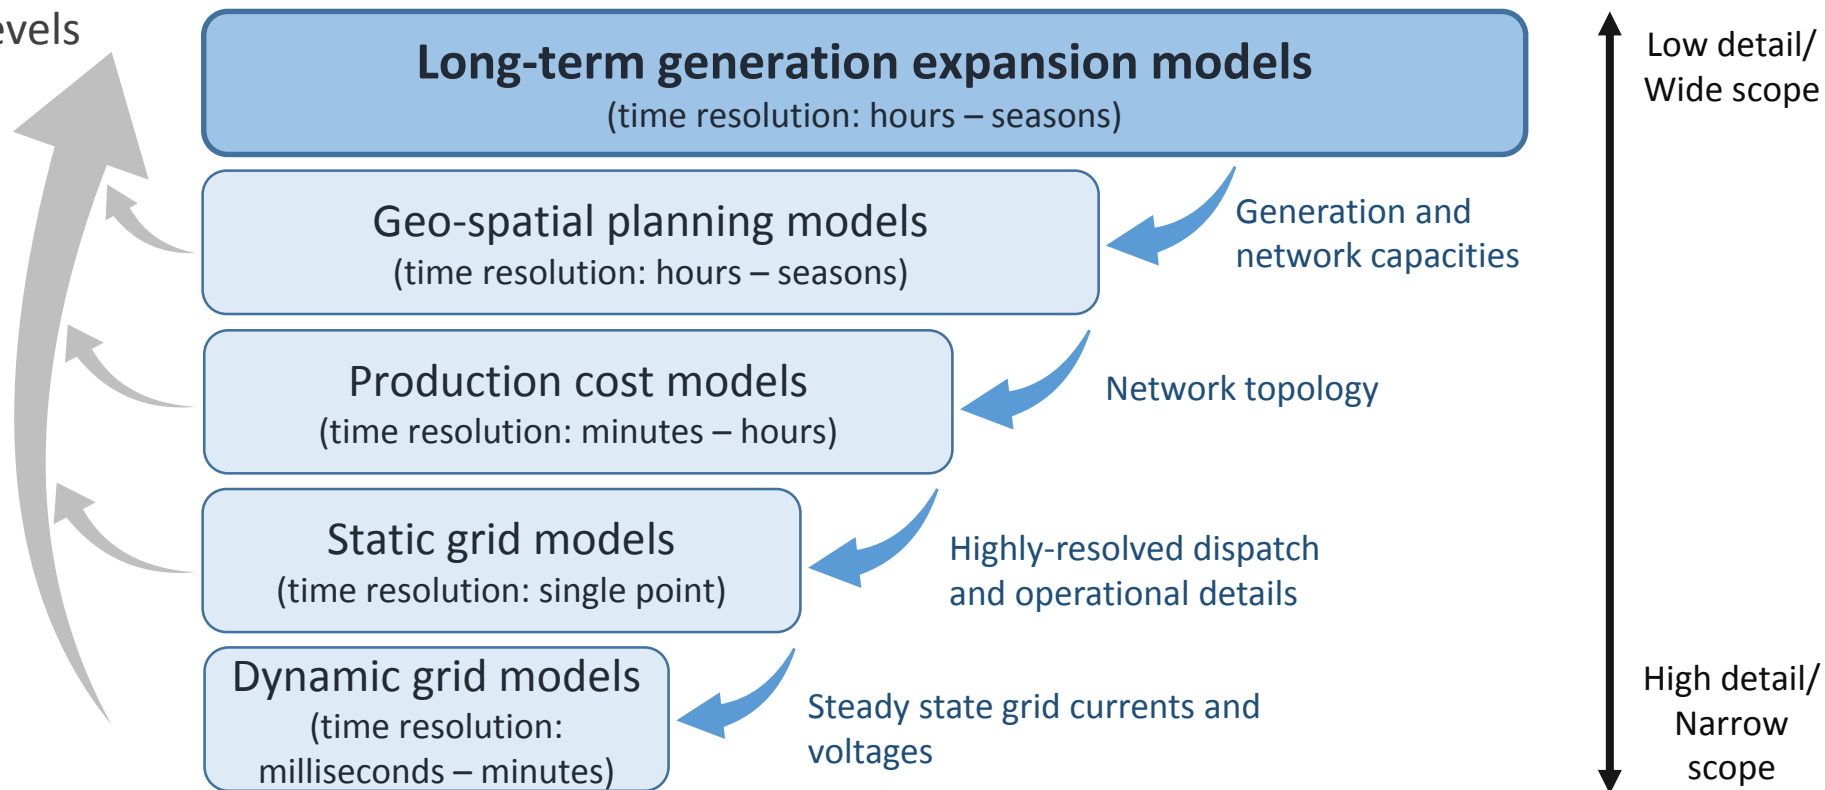 Long-term generation expansion models
(time resolution: hours – seasons)
Geo-spatial planning models
(time resolution: hours – seasons)
Generation and
network capacities
Production cost models
(time resolution: minutes – hours)
Network topology
Static grid models
(time resolution: single point)
Highly-resolved dispatch
and operational details
Dynamic grid models
(time resolution:
milliseconds – minutes)
Steady state grid currents and
voltages
Low detail/
Wide scope
High detail/
Narrow
scope